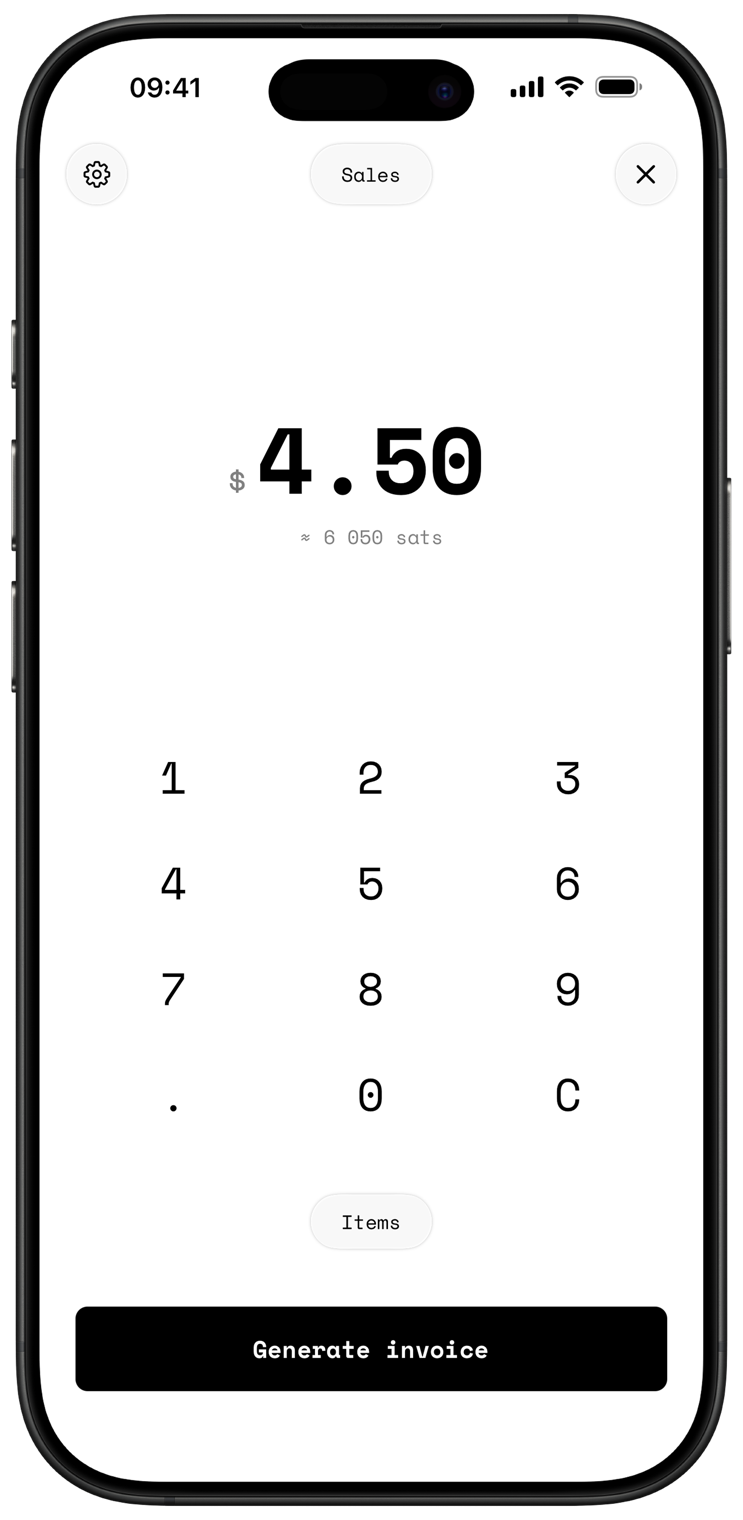 09:41
Sales
$ 4.50
≈ 6 050 sats
1 2 3
4 5 6
7 8 9
. 0 C
Items
Generate invoice